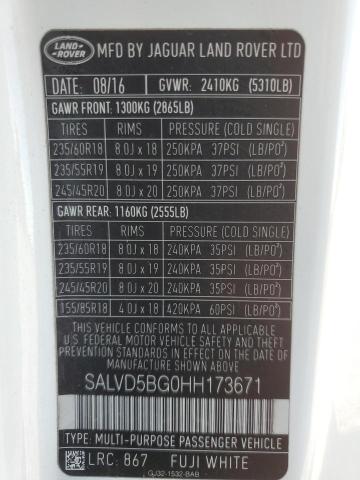 LAND-ROVER MFD BY JAGUAR LAND ROVER LTD
DATE: 08/16 GVWR: 2410KG (5310LB)
GAWR FRONT: 1300KG (2865LB)
TIRES RIMS PRESSURE (COLD SINGLE)
235/60R18 8.0J x 18 250KPA 37PSI (LB/PO²)
235/55R19 8.0J x 19 250KPA 37PSI (LB/PO²)
245/45R20 8.0J x 20 250KPA 37PSI (LB/PO²)
GAWR REAR: 1160KG (2555LB)
TIRES RIMS PRESSURE (COLD SINGLE)
235/60R18 8.0J x 18 240KPA 35PSI (LB/PO²)
235/55R19 8.0J x 19 240KPA 35PSI (LB/PO²)
245/45R20 8.0J x 20 240KPA 35PSI (LB/PO²)
155/85R18 4.0J x 18 420KPA 60PSI (LB/PO²)
THIS VEHICLE CONFORMS TO ALL APPLICABLE
U.S. FEDERAL MOTOR VEHICLE SAFETY STANDARDS
IN EFFECT ON THE DATE OF MANUFACTURE SHOWN ABOVE
SALVD5BG0HH173671
TYPE: MULTI-PURPOSE PASSENGER VEHICLE
LRC: 867 FUJI WHITE
GJ32-1532-BAB